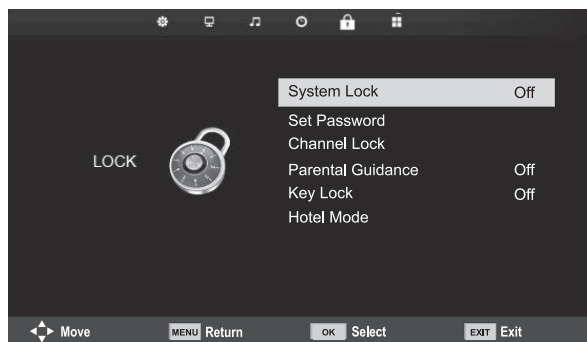 System Lock Off
Set Password
Channel Lock
LOCK
Parental Guidance Off
Key Lock Off
Hotel Mode
Move MENU Return OK Select EXIT Exit